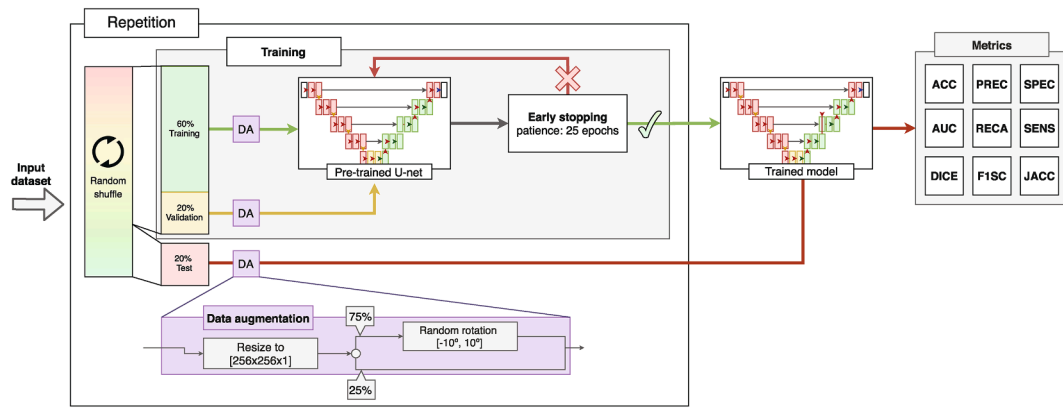 Repetition
Training
Metrics
Input
dataset
Random
shuffle
60%
Training
DA
Pre-trained U-net
Early stopping
patience: 25 epochs
Trained model
20%
Validation
DA
20%
Test
DA
ACC
PREC
SPEC
AUC
RECA
SENS
DICE
F1SC
JACC
Data augmentation
75%
Resize to
[256x256x1]
Random rotation
[-10º, 10º]
25%